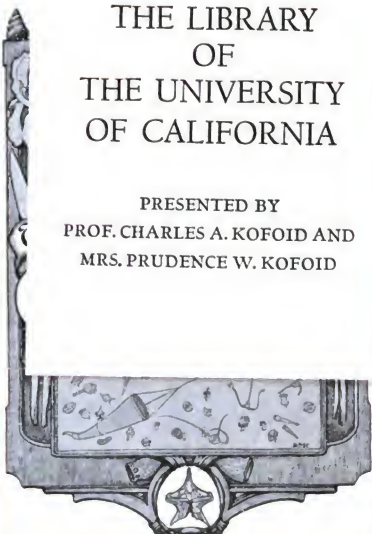 THE LIBRARY
OF
THE UNIVERSITY
OF CALIFORNIA
PRESENTED BY
PROF. CHARLES A. KOFOID AND
MRS. PRUDENCE W. KOFOID